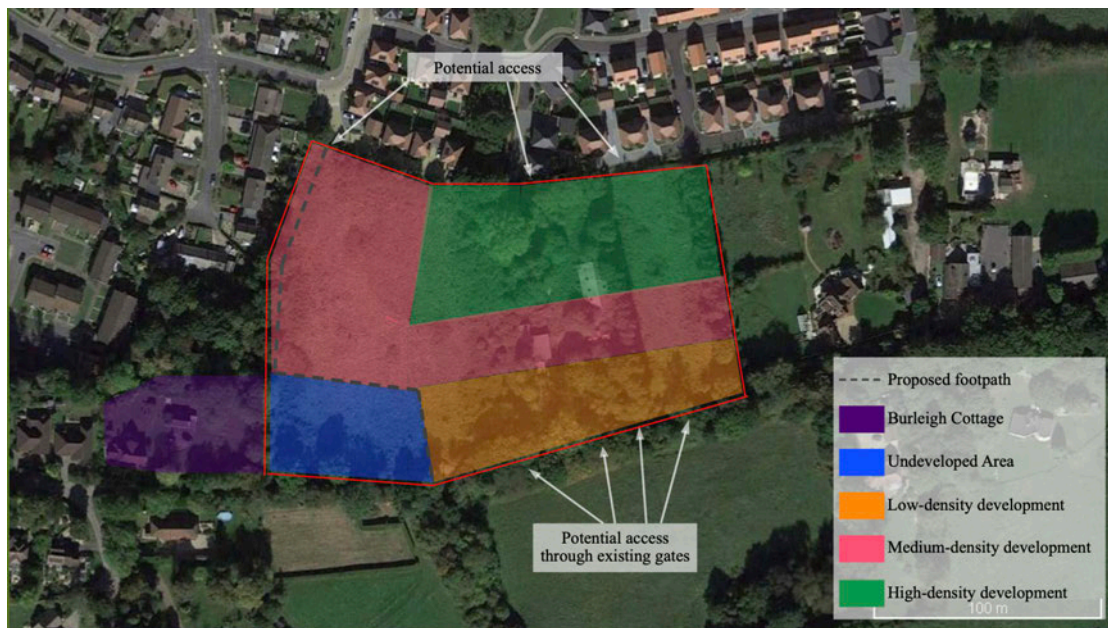 Potential access
Proposed footpath
Burleigh Cottage
Undeveloped Area
Low-density development
Medium-density development
High-density development
100 m
Potential access
through existing gates